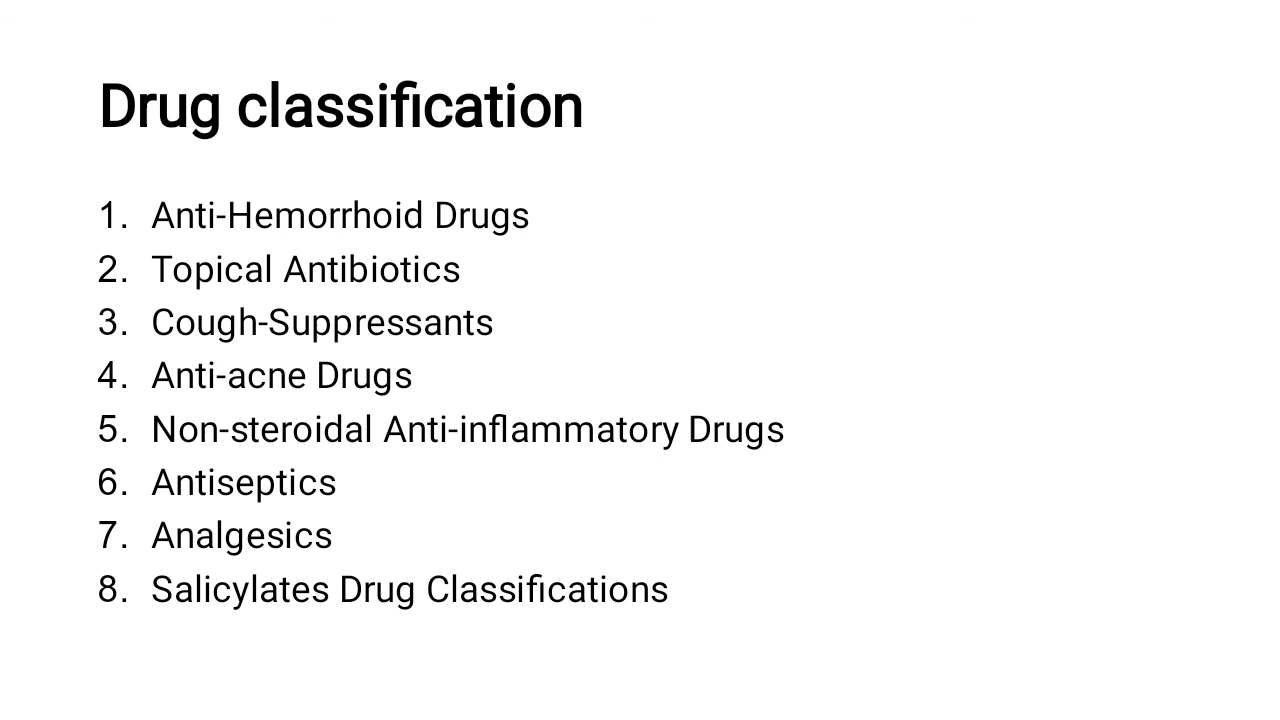 Drug classification
1. Anti-Hemorrhoid Drugs
2. Topical Antibiotics
3. Cough-Suppressants
4. Anti-acne Drugs
5. Non-steroidal Anti-inflammatory Drugs
6. Antiseptics
7. Analgesics
8. Salicylates Drug Classifications